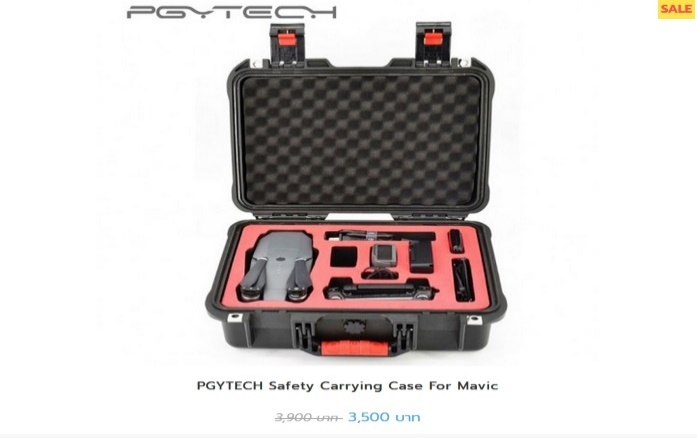 PGYTECH
SALE
PGYTECH Safety Carrying Case For Mavic
3,900 บาท 3,500 บาท